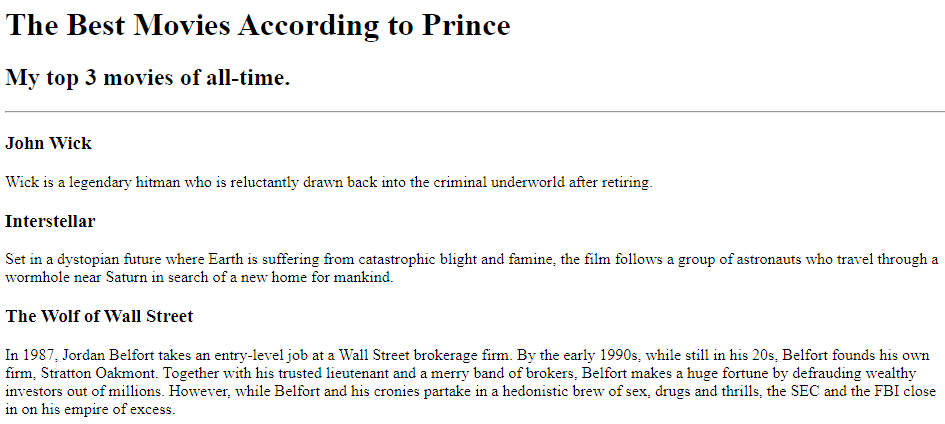 The Best Movies According to Prince
My top 3 movies of all-time.
John Wick
Wick is a legendary hitman who is reluctantly drawn back into the criminal underworld after retiring.
Interstellar
Set in a dystopian future where Earth is suffering from catastrophic blight and famine, the film follows a group of astronauts who travel through a
wormhole near Saturn in search of a new home for mankind.
The Wolf of Wall Street
In 1987, Jordan Belfort takes an entry-level job at a Wall Street brokerage firm. By the early 1990s, while still in his 20s, Belfort founds his own
firm, Stratton Oakmont. Together with his trusted lieutenant and a merry band of brokers, Belfort makes a huge fortune by defrauding wealthy
investors out of millions. However, while Belfort and his cronies partake in a hedonistic brew of sex, drugs and thrills, the SEC and the FBI close
in on his empire of excess.